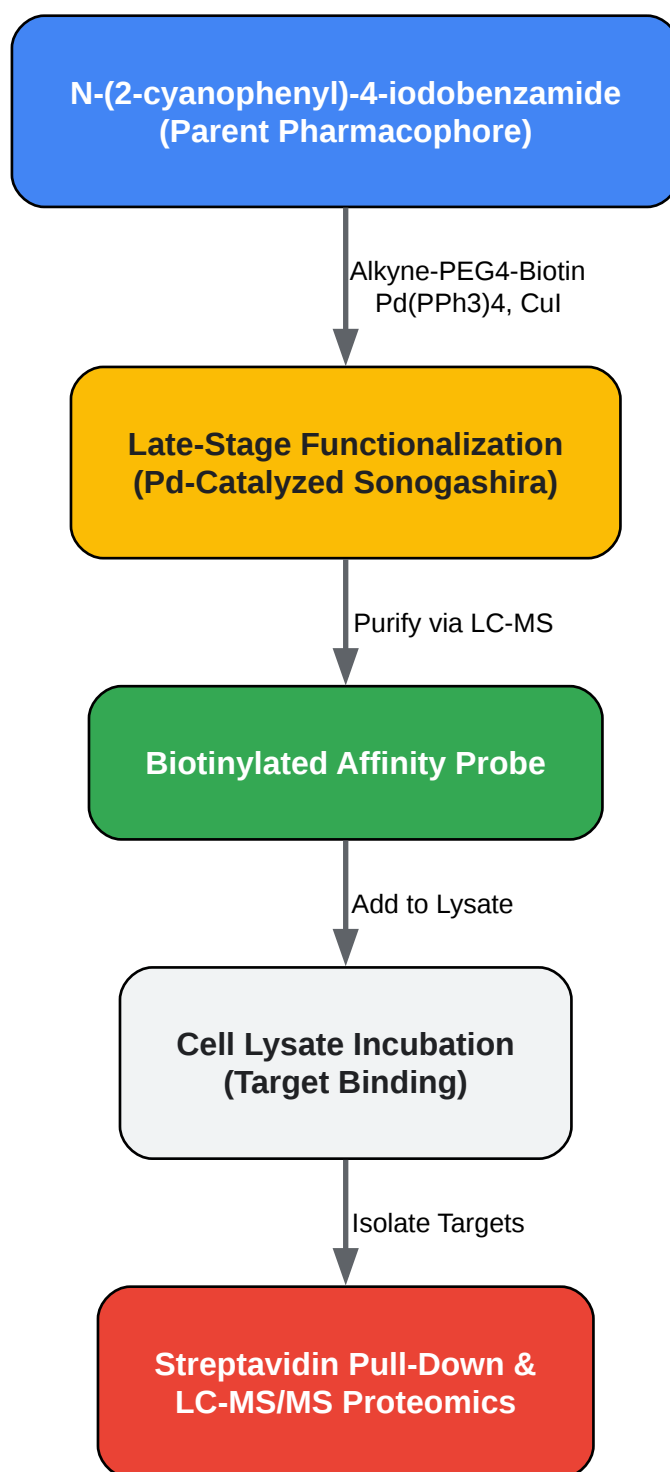 N-(2-cyanophenyl)-4-iodobenzamide
(Parent Pharmacophore)
Alkyne-PEG4-Biotin
Pd(PPh3)4, CuI
Late-Stage Functionalization
(Pd-Catalyzed Sonogashira)
Purify via LC-MS
Biotinylated Affinity Probe
Add to Lysate
Cell Lysate Incubation
(Target Binding)
Isolate Targets
Streptavidin Pull-Down &
LC-MS/MS Proteomics